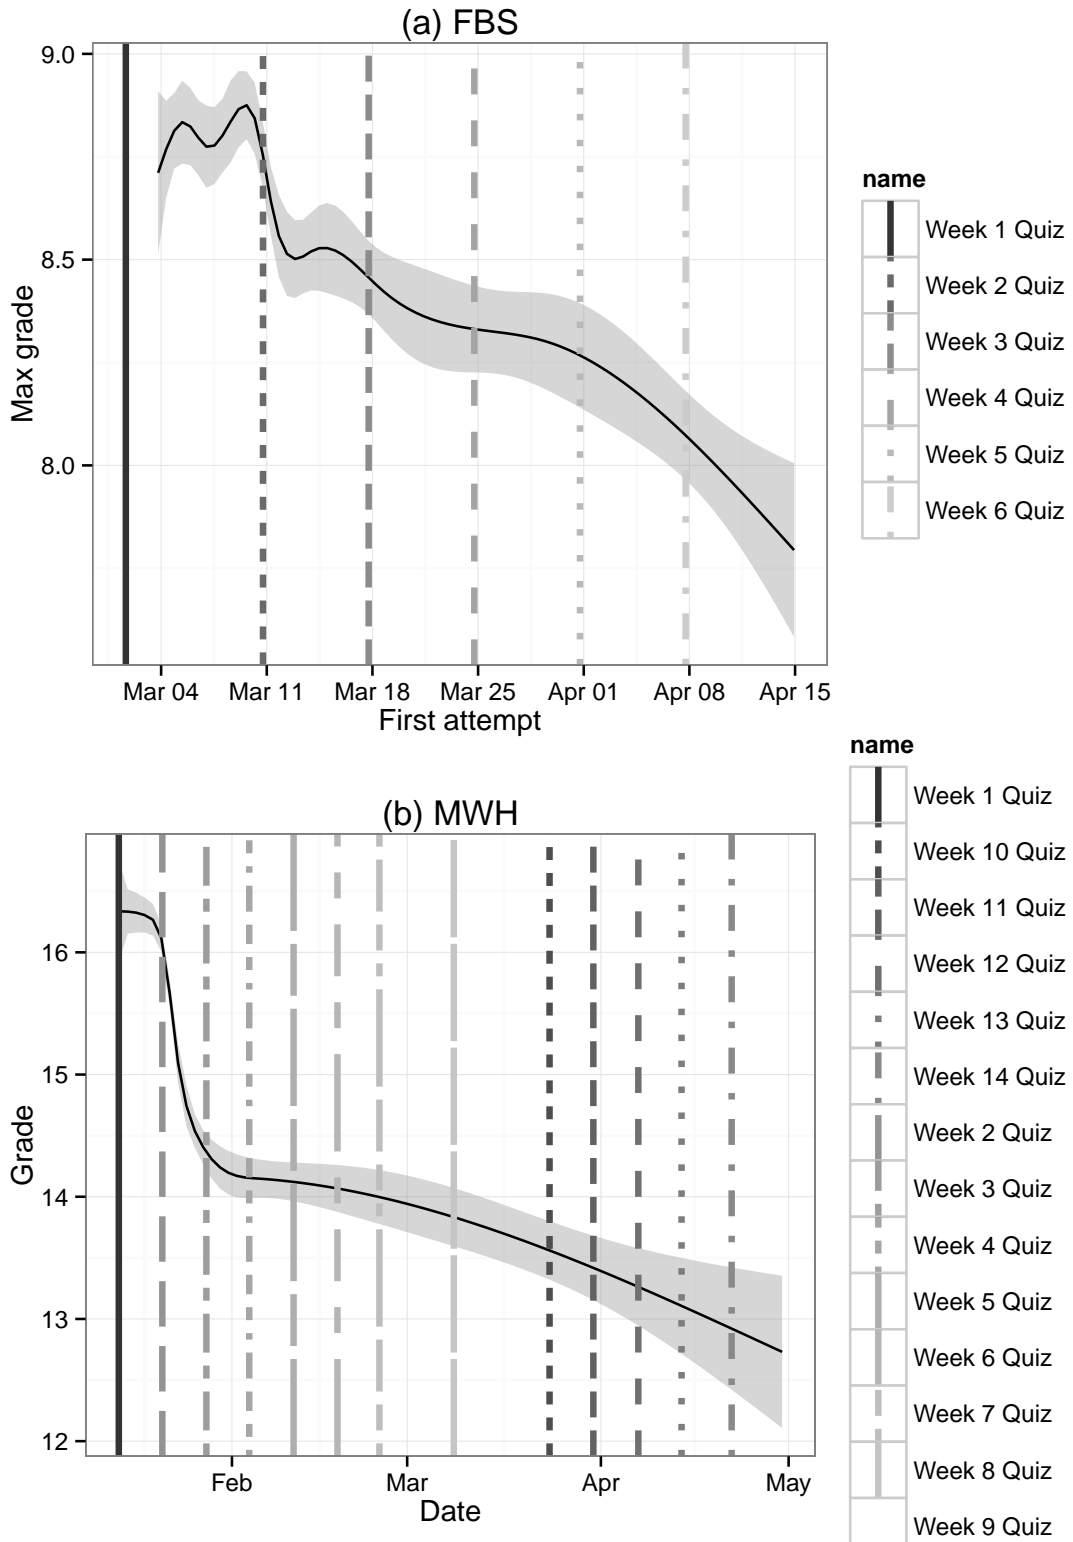 (a) FBS
9.0
8.5
8.0
Max grade
Mar 04 Mar 11 Mar 18 Mar 25 Apr 01 Apr 08 Apr 15
First attempt
name
Week 1 Quiz
Week 2 Quiz
Week 3 Quiz
Week 4 Quiz
Week 5 Quiz
Week 6 Quiz
(b) MWH
16
15
14
13
12
Grade
Feb Mar Apr May
Date
name
Week 1 Quiz
Week 10 Quiz
Week 11 Quiz
Week 12 Quiz
Week 13 Quiz
Week 14 Quiz
Week 2 Quiz
Week 3 Quiz
Week 4 Quiz
Week 5 Quiz
Week 6 Quiz
Week 7 Quiz
Week 8 Quiz
Week 9 Quiz